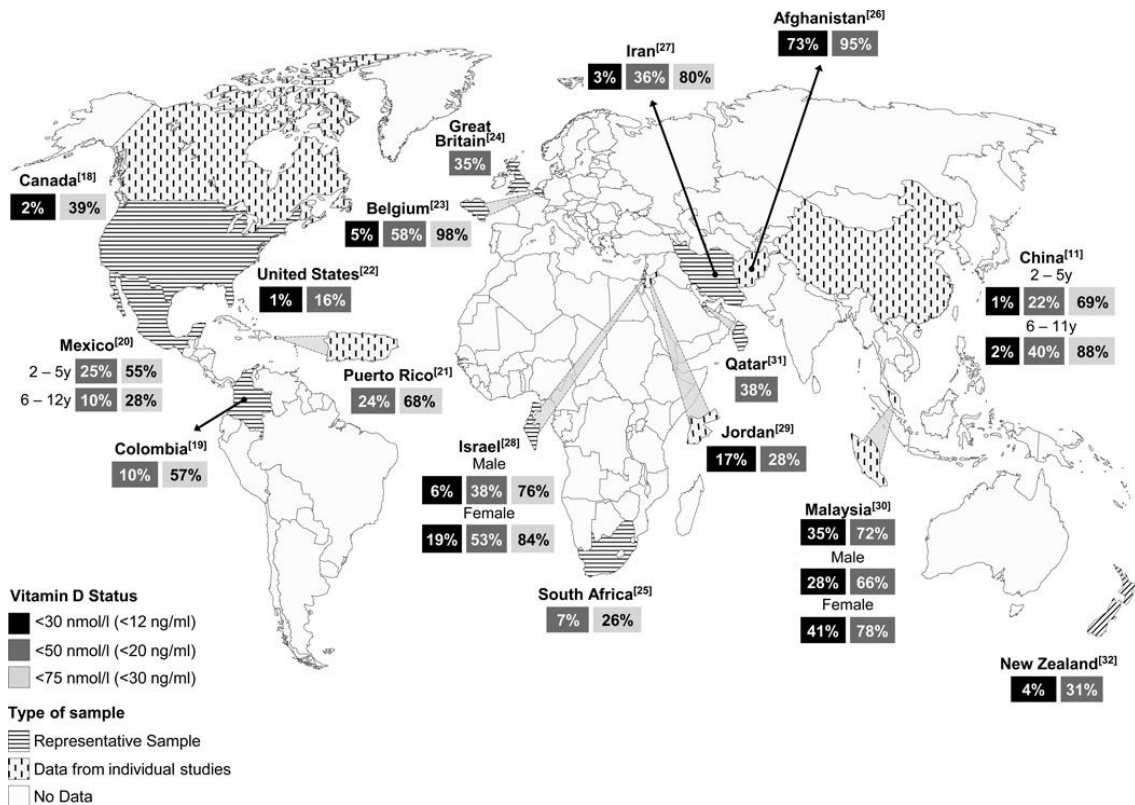 Afghanistan[26]
73% 95%
Iran[27]
3% 36% 80%
Great
Britain[24]
35%
Canada[18]
2% 39%
Belgium[23]
5% 58% 98%
United States[22]
1% 16%
China[11]
2 – 5y
1% 22% 69%
6 – 11y
2% 40% 88%
Mexico[20]
2 – 5y 25% 55%
6 – 12y 10% 28%
Puerto Rico[21]
24% 68%
Qatar[31]
38%
Colombia[19]
10% 57%
Israel[28]
Male
6% 38% 76%
Female
19% 53% 84%
Jordan[29]
17% 28%
Malaysia[30]
35% 72%
Male
28% 66%
Female
41% 78%
South Africa[25]
7% 26%
New Zealand[32]
4% 31%
Vitamin D Status
<30 nmol/l (<12 ng/ml)
<50 nmol/l (<20 ng/ml)
<75 nmol/l (<30 ng/ml)
Type of sample
Representative Sample
Data from individual studies
No Data